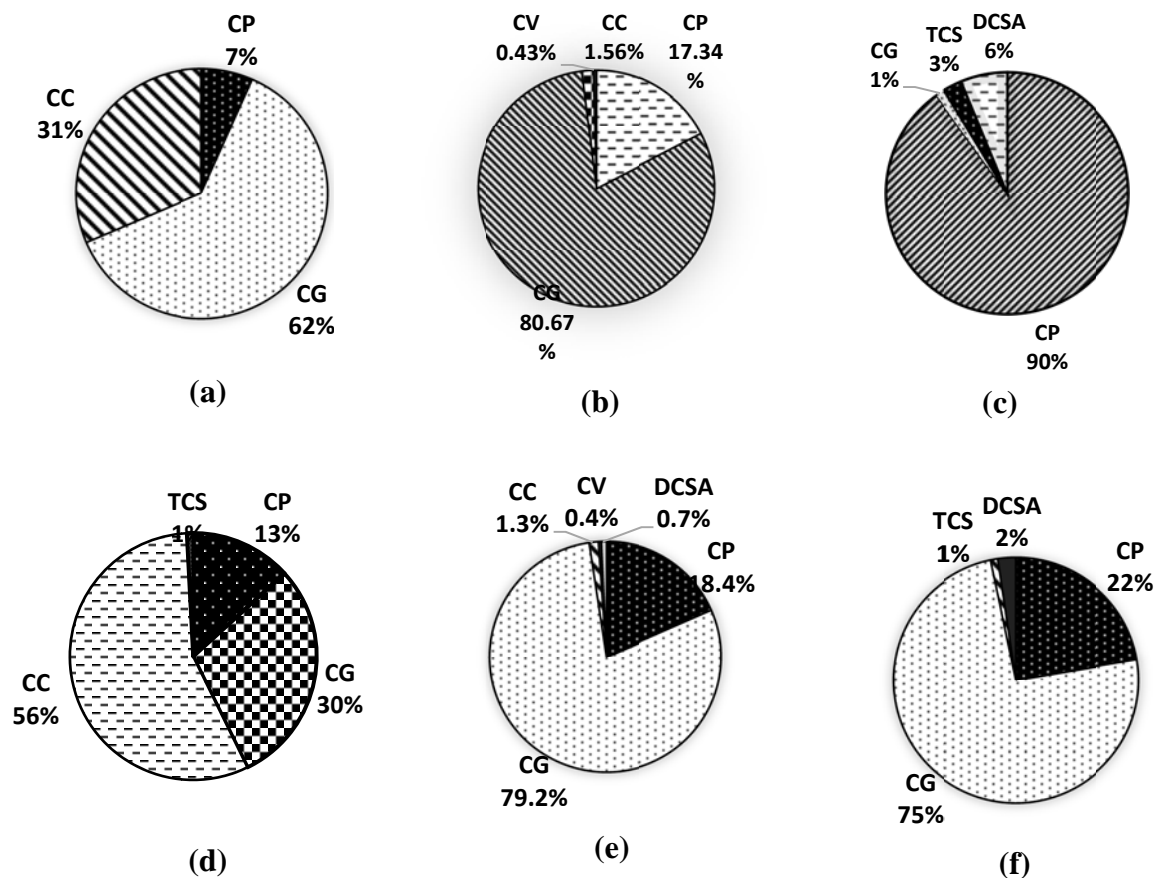 CP
7%
CC
31%
CG
62%
(a)
CV
0.43%
CC
1.56%
CP
17.34
%
CG
80.67
%
(b)
CG
1%
TCS
3%
DCSA
6%
CP
90%
(c)
TCS
1%
CP
13%
CG
30%
CC
56%
(d)
CC
1.3%
CV
0.4%
DCSA
0.7%
CP
18.4%
CG
79.2%
(e)
TCS
1%
DCSA
2%
CP
22%
CG
75%
(f)